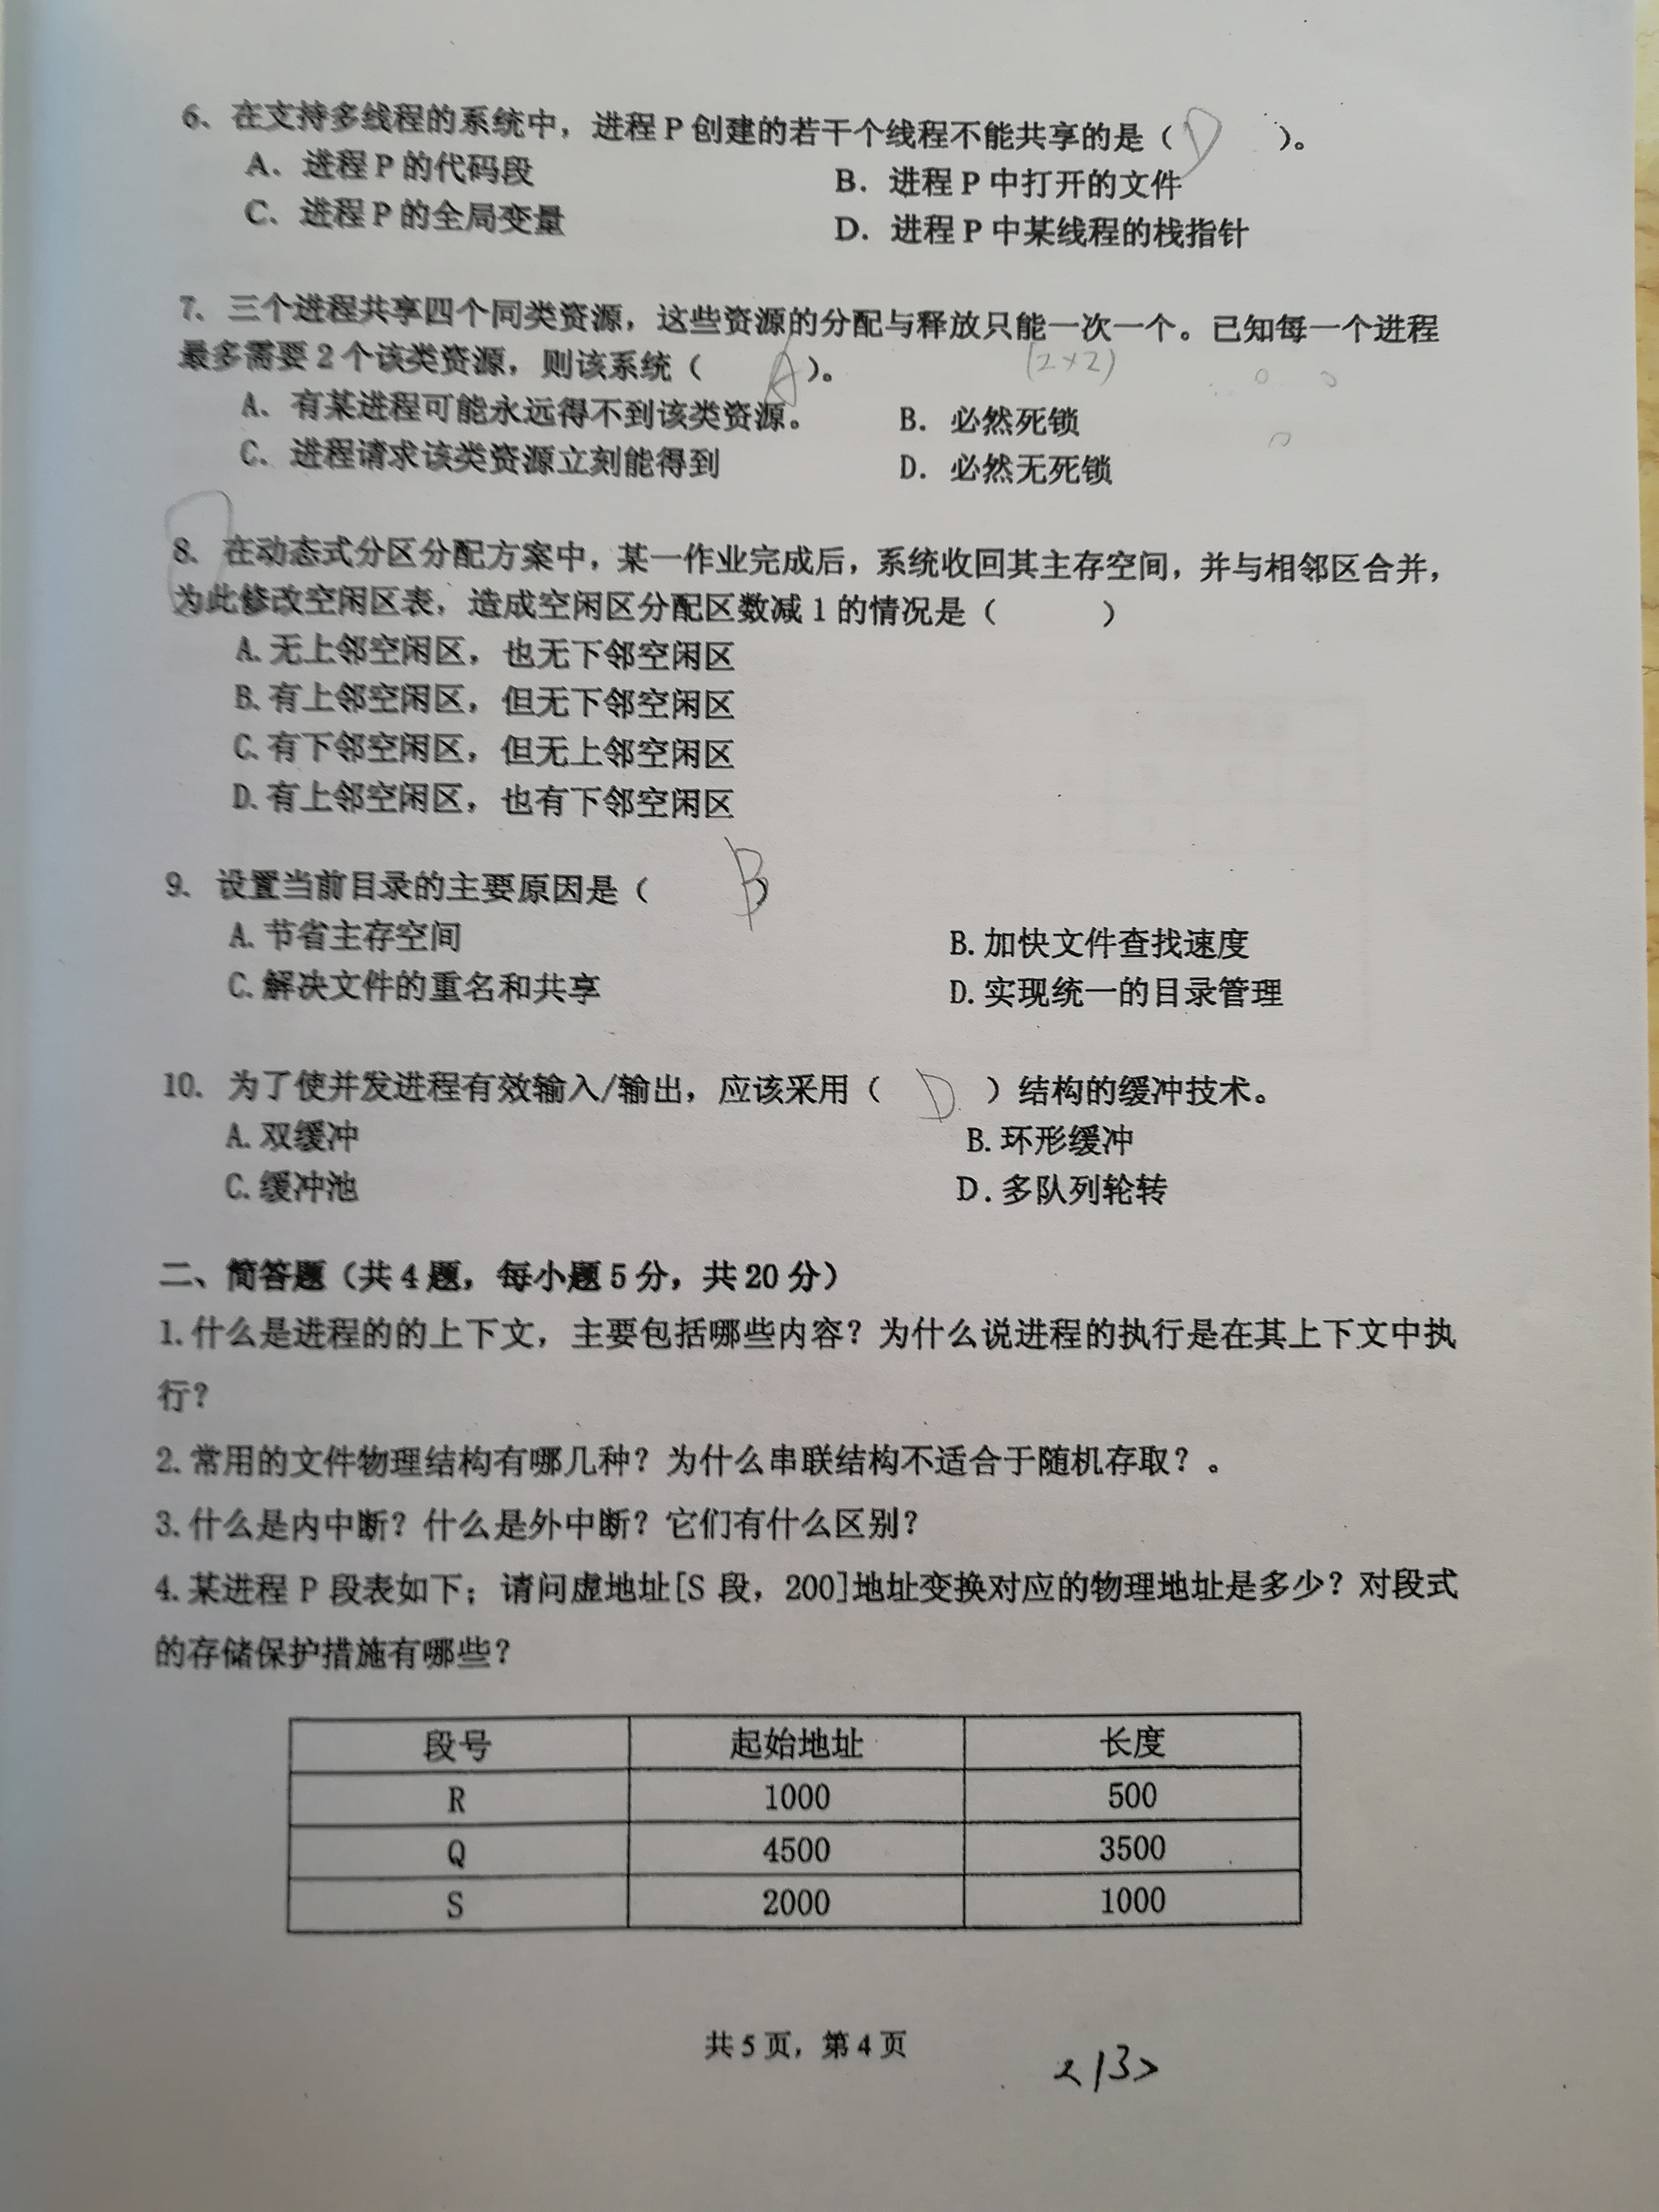 6、在支持多线程的系统中，进程 P 创建的若干个线程不能共享的是（ D ）。
A．进程 P 的代码段 B．进程 P 中打开的文件
C．进程 P 的全局变量 D．进程 P 中某线程的栈指针
7. 三个进程共享四个同类资源，这些资源的分配与释放只能一次一个。已知每一个进程
最多需要 2 个该类资源，则该系统（ A ）。
(2×2)
A．有某进程可能永远得不到该类资源。 B．必然死锁
C．进程请求该类资源立刻能得到 D．必然无死锁
8. 在动态式分区分配方案中，某一作业完成后，系统收回其主存空间，并与相邻区合并，
为此修改空闲区表，造成空闲区分配区数减 1 的情况是（ ）
A.无上邻空闲区，也无下邻空闲区
B.有上邻空闲区，但无下邻空闲区
C.有下邻空闲区，但无上邻空闲区
D.有上邻空闲区，也有下邻空闲区
9. 设置当前目录的主要原因是（ B ）
A.节省主存空间 B.加快文件查找速度
C.解决文件的重名和共享 D.实现统一的目录管理
10. 为了使并发进程有效输入/输出，应该采用（ D ）结构的缓冲技术。
A.双缓冲 B.环形缓冲
C.缓冲池 D.多队列轮转
二、简答题（共 4 题，每小题 5 分，共 20 分）
1.什么是进程的的上下文，主要包括哪些内容？为什么说进程的执行是在其上下文中执
行？
2.常用的文件物理结构有哪几种？为什么串联结构不适合于随机存取？。
3.什么是内中断？什么是外中断？它们有什么区别？
4.某进程 P 段表如下；请问虚地址[S 段，200]地址变换对应的物理地址是多少？对段式
的存储保护措施有哪些？
段号 起始地址 长度
R 1000 500
Q 4500 3500
S 2000 1000
共 5 页，第 4 页
<13>